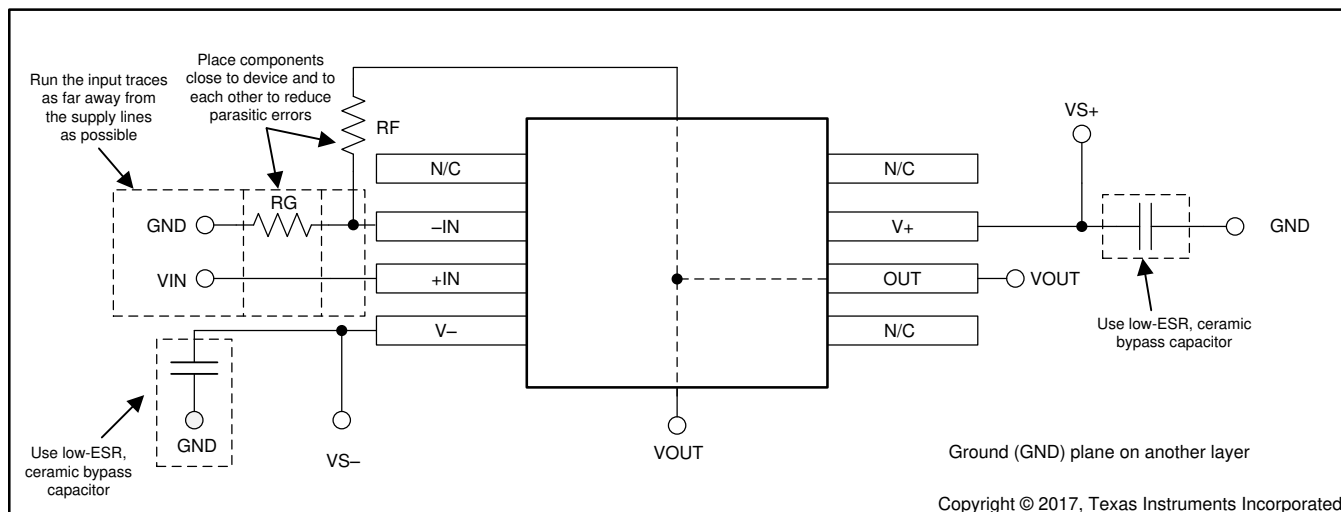 Run the input traces
as far away from
the supply lines
as possible
Place components
close to device and to
each other to reduce
parasitic errors
RF
VS+
N/C
N/C
RG
GND
–IN
V+
GND
VIN
+IN
OUT
VOUT
V–
N/C
Use low-ESR, ceramic
bypass capacitor
GND
Use low-ESR,
ceramic bypass
capacitor
VS–
VOUT
Ground (GND) plane on another layer
Copyright © 2017, Texas Instruments Incorporated